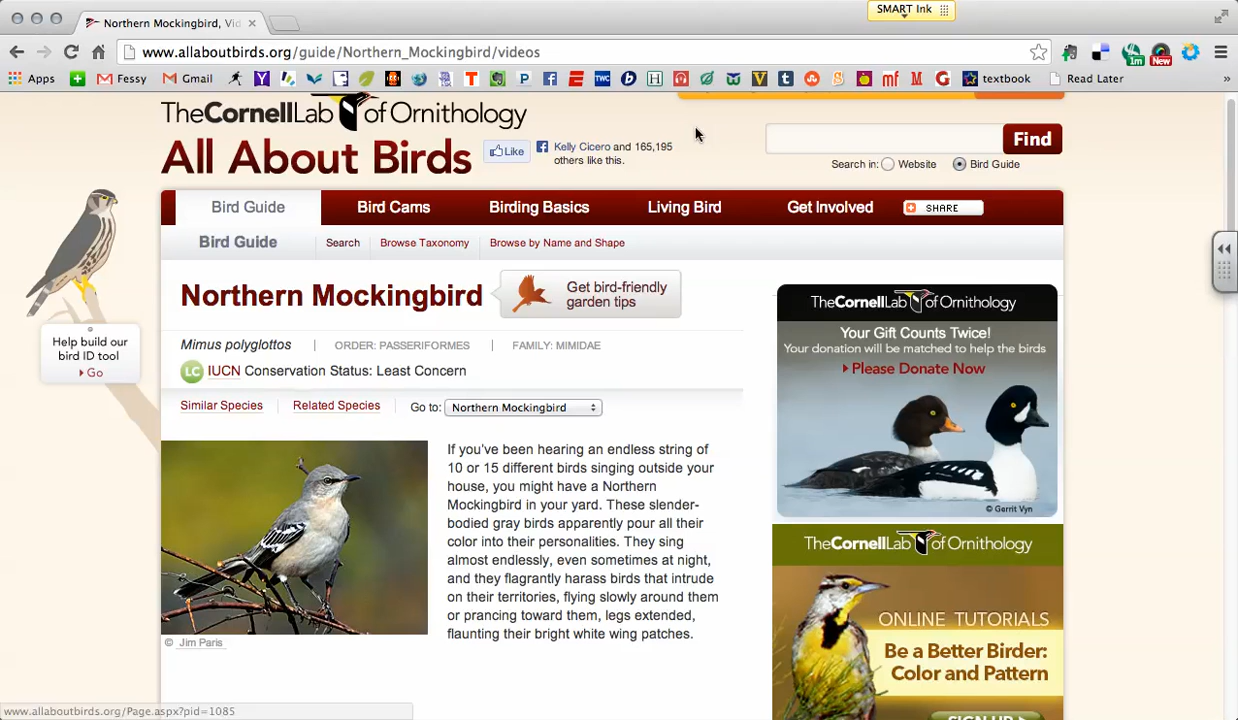 SMART Ink
Northern Mockingbird, Vid
www.allaboutbirds.org/guide/Northern_Mockingbird/videos
1m
New
Apps
Fessy
Gmail
textbook
Read Later
»
TheCornellLab of Ornithology
All About Birds
Like
Kelly Cicero and 165,195
others like this.
Find
Search in: Website Bird Guide
Bird Guide
Bird Cams
Birding Basics
Living Bird
Get Involved
SHARE
Bird Guide
Search
Browse Taxonomy
Browse by Name and Shape
Northern Mockingbird
Get bird-friendly
garden tips
Mimus polyglottos | ORDER: PASSERIFORMES | FAMILY: MIMIDAE
LC IUCN Conservation Status: Least Concern
Similar Species
Related Species
Go to: Northern Mockingbird
Help build our
bird ID tool
Go
If you've been hearing an endless string of
10 or 15 different birds singing outside your
house, you might have a Northern
Mockingbird in your yard. These slender-
bodied gray birds apparently pour all their
color into their personalities. They sing
almost endlessly, even sometimes at night,
and they flagrantly harass birds that intrude
on their territories, flying slowly around them
or prancing toward them, legs extended,
flaunting their bright white wing patches.
© Jim Paris
TheCornellLab of Ornithology
Your Gift Counts Twice!
Your donation will be matched to help the birds
Please Donate Now
© Gerrit Vyn
TheCornellLab of Ornithology
ONLINE TUTORIALS
Be a Better Birder:
Color and Pattern
SIGN UP
www.allaboutbirds.org/Page.aspx?pid=1085